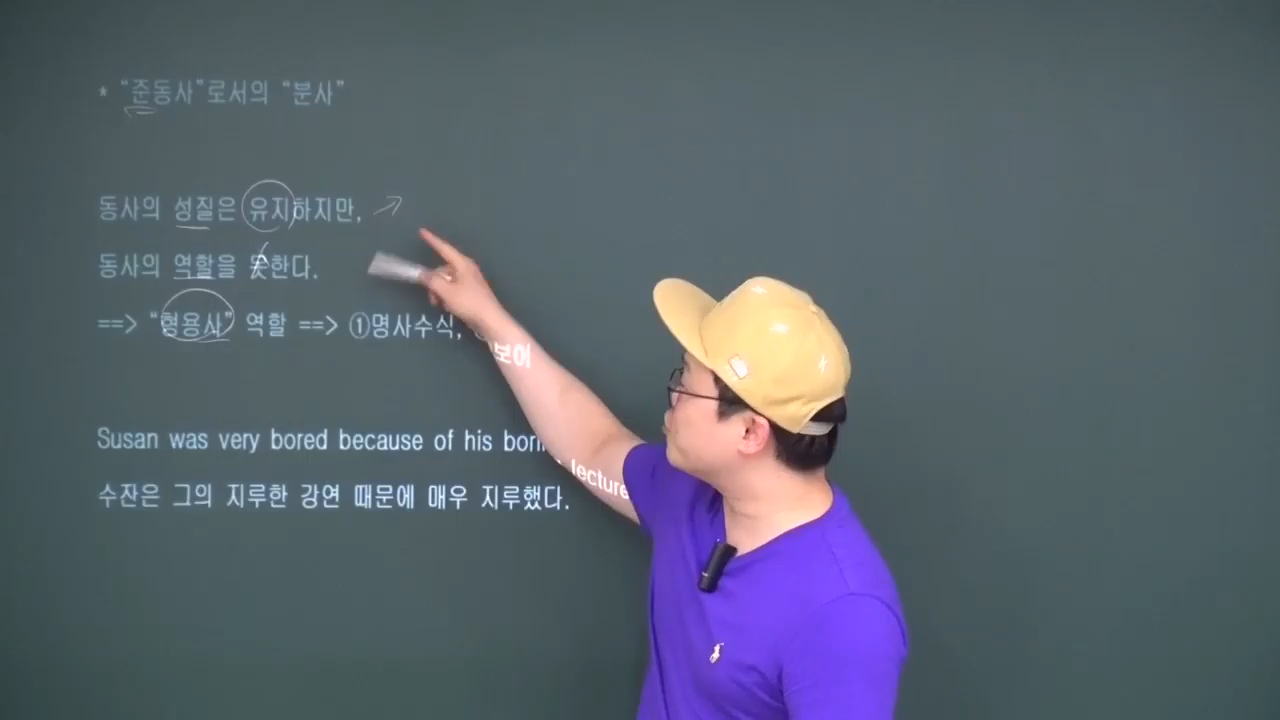 * “준동사”로서의 “분사”
동사의 성질은 유지하지만,
동사의 역할을 못한다.
==> “형용사” 역할 ==> ①명사수식, 보어
Susan was very bored because of his lecture
수잔은 그의 지루한 강연 때문에 매우 지루했다.